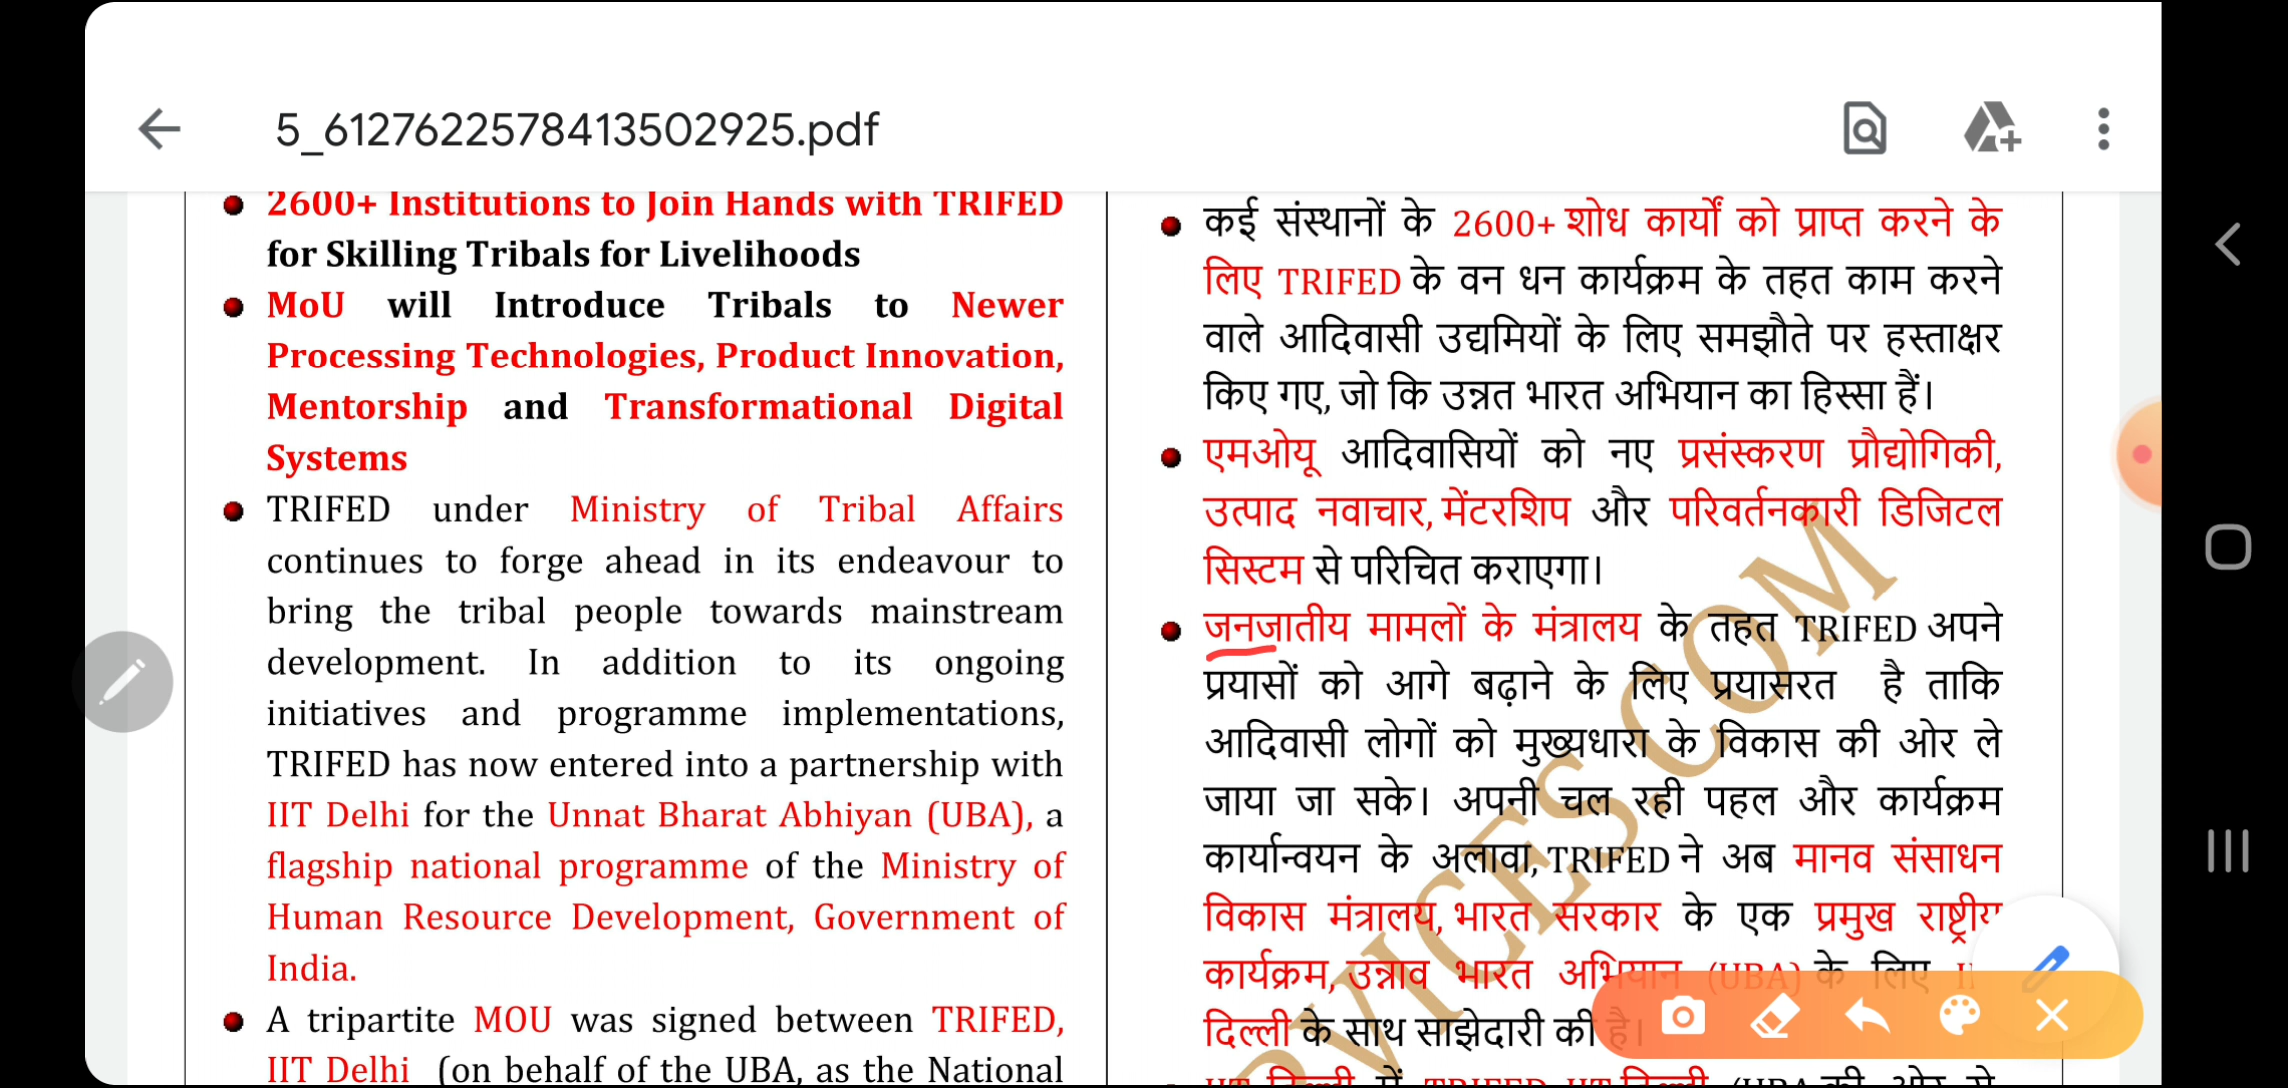 5_6127622578413502925.pdf
2600+ Institutions to Join Hands with TRIFED
for Skilling Tribals for Livelihoods
MoU will Introduce Tribals to Newer
Processing Technologies, Product Innovation,
Mentorship and Transformational Digital
Systems
TRIFED under Ministry of Tribal Affairs
continues to forge ahead in its endeavour to
bring the tribal people towards mainstream
development. In addition to its ongoing
initiatives and programme implementations,
TRIFED has now entered into a partnership with
IIT Delhi for the Unnat Bharat Abhiyan (UBA), a
flagship national programme of the Ministry of
Human Resource Development, Government of
India.
A tripartite MOU was signed between TRIFED,
IIT Delhi (on behalf of the UBA, as the National
कई संस्थानों के 2600+ शोध कार्यों को प्राप्त करने के
लिए TRIFED के वन धन कार्यक्रम के तहत काम करने
वाले आदिवासी उद्यमियों के लिए समझौते पर हस्ताक्षर
किए गए, जो कि उन्नत भारत अभियान का हिस्सा हैं।
एमओयू आदिवासियों को नए प्रसंस्करण प्रौद्योगिकी,
उत्पाद नवाचार, मेंटरशिप और परिवर्तनकारी डिजिटल
सिस्टम से परिचित कराएगा।
जनजातीय मामलों के मंत्रालय के तहत TRIFED अपने
प्रयासों को आगे बढ़ाने के लिए प्रयासरत है ताकि
आदिवासी लोगों को मुख्यधारा के विकास की ओर ले
जाया जा सके। अपनी चल रही पहल और कार्यक्रम
कार्यान्वयन के अलावा, TRIFED ने अब मानव संसाधन
विकास मंत्रालय, भारत सरकार के एक प्रमुख राष्ट्रीय
कार्यक्रम, उन्नाव भारत अभियान (UBA) के लिए
दिल्ली के साथ साझेदारी की है।
RVICES.COM